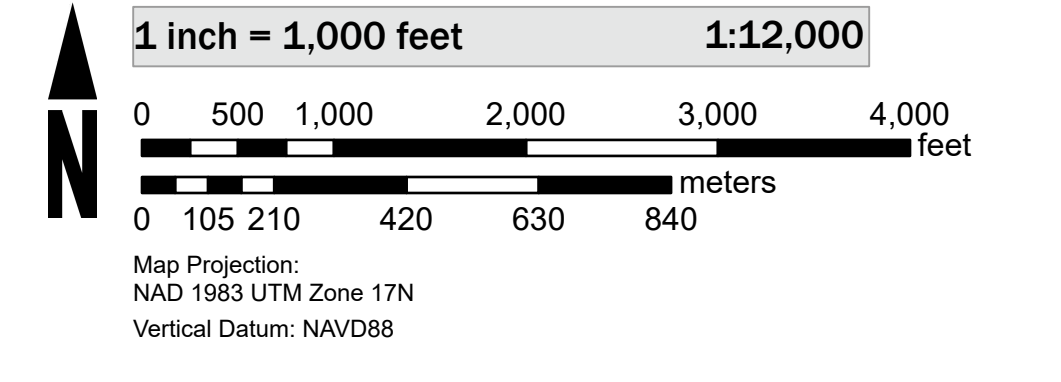 1 inch = 1,000 feet 1:12,000
0 500 1,000 2,000 3,000 4,000
feet
meters
0 105 210 420 630 840
N
Map Projection:
NAD 1983 UTM Zone 17N
Vertical Datum: NAVD88